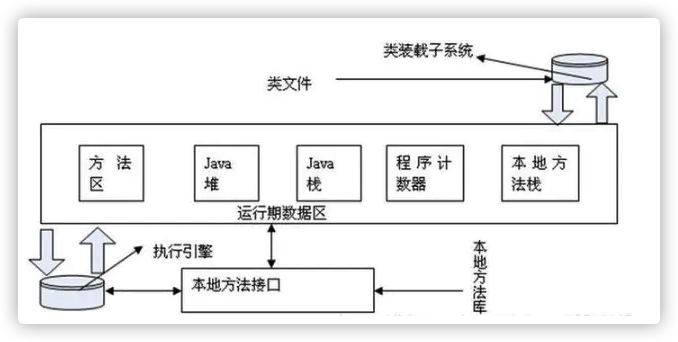 类装载子系统
类文件
方法
区
Java
堆
Java
栈
程序计
数器
本地方
法栈
运行期数据区
执行引擎
本地方法接口
本地方法库